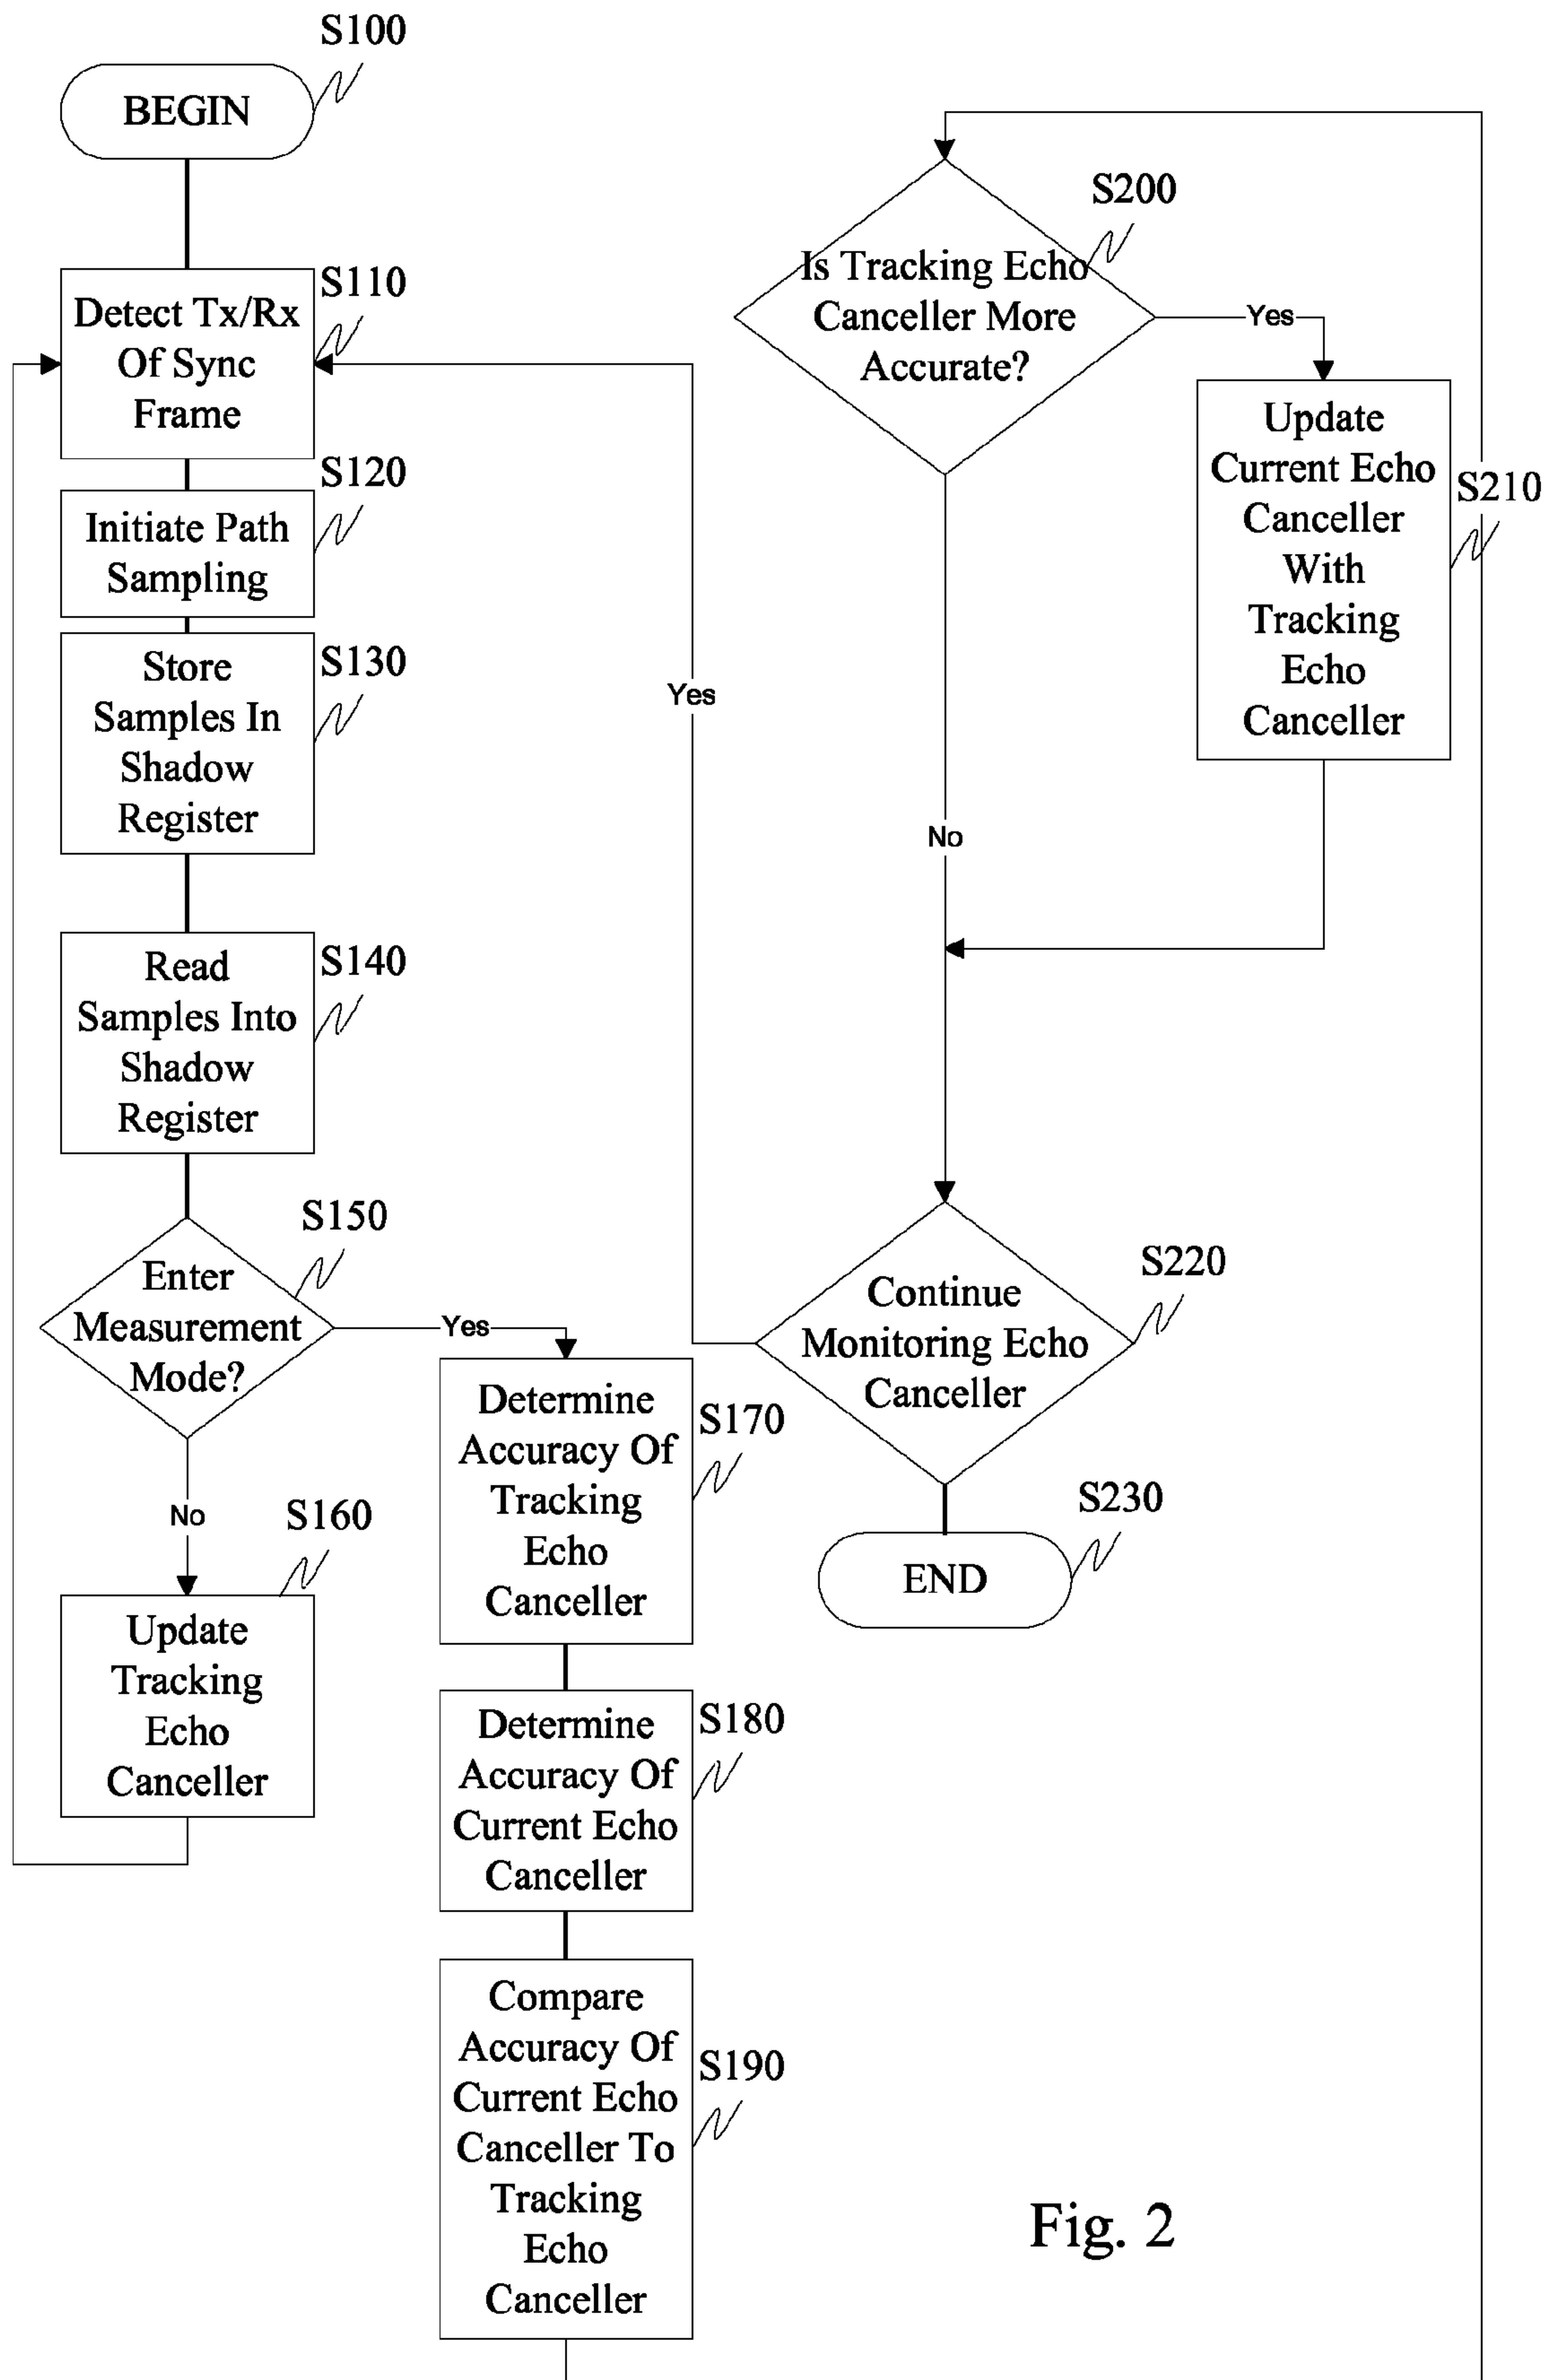 S100
BEGIN
S110
Detect Tx/Rx
Of Sync
Frame
S120
Initiate Path
Sampling
S130
Store
Samples In
Shadow
Register
S140
Read
Samples Into
Shadow
Register
S150
Enter
Measurement
Mode?
Yes
No
S160
Update
Tracking
Echo
Canceller
S170
Determine
Accuracy Of
Tracking
Echo
Canceller
S180
Determine
Accuracy Of
Current Echo
Canceller
S190
Compare
Accuracy Of
Current Echo
Canceller To
Tracking
Echo
Canceller
S200
Is Tracking Echo
Canceller More
Accurate?
Yes
S210
Update
Current Echo
Canceller
With
Tracking
Echo
Canceller
No
S220
Continue
Monitoring Echo
Canceller
Yes
S230
END
Fig. 2